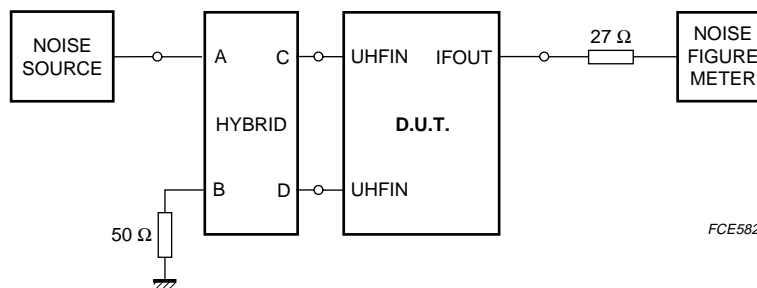 NOISE
SOURCE
A
C
UHFIN
IFOUT
27 Ω
NOISE
FIGURE
METER
HYBRID
D.U.T.
B
D
UHFIN
50 Ω
FCE582